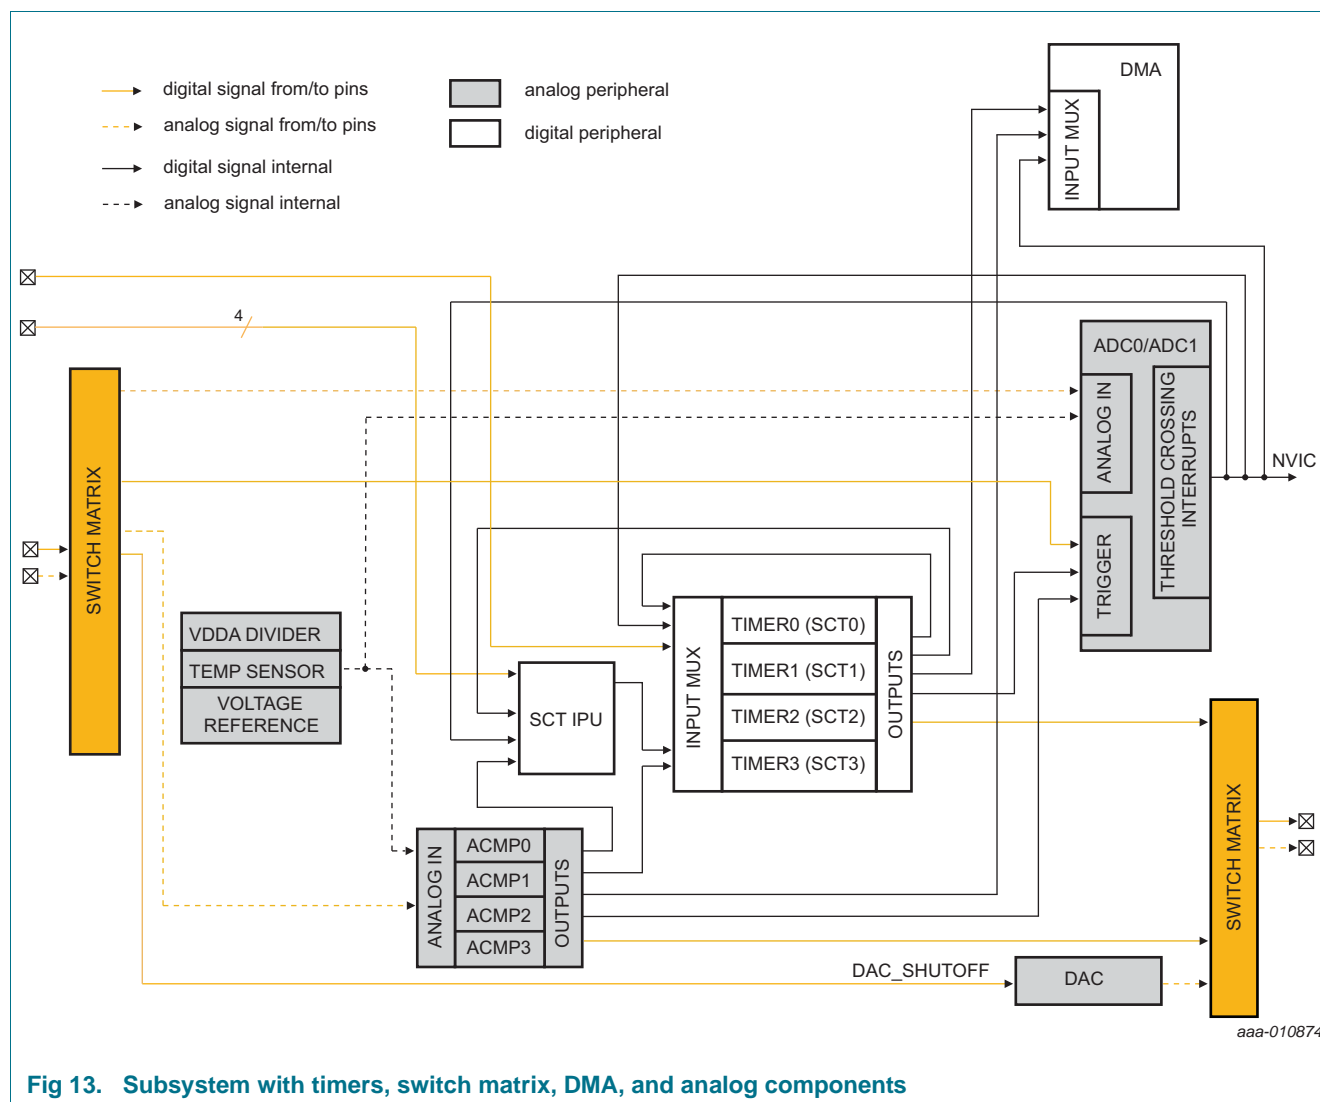 digital signal from/to pins
analog signal from/to pins
digital signal internal
analog signal internal
analog peripheral
digital peripheral
DMA
INPUT MUX
4
SWITCH MATRIX
ADC0/ADC1
ANALOG IN
THRESHOLD CROSSING
INTERRUPTS
TRIGGER
NVIC
VDDA DIVIDER
TEMP SENSOR
VOLTAGE
REFERENCE
SCT IPU
INPUT MUX
TIMER0 (SCT0)
TIMER1 (SCT1)
TIMER2 (SCT2)
TIMER3 (SCT3)
OUTPUTS
ANALOG IN
ACMP0
ACMP1
ACMP2
ACMP3
OUTPUTS
DAC_SHUTOFF
DAC
SWITCH MATRIX
aaa-010874
Fig 13. Subsystem with timers, switch matrix, DMA, and analog components